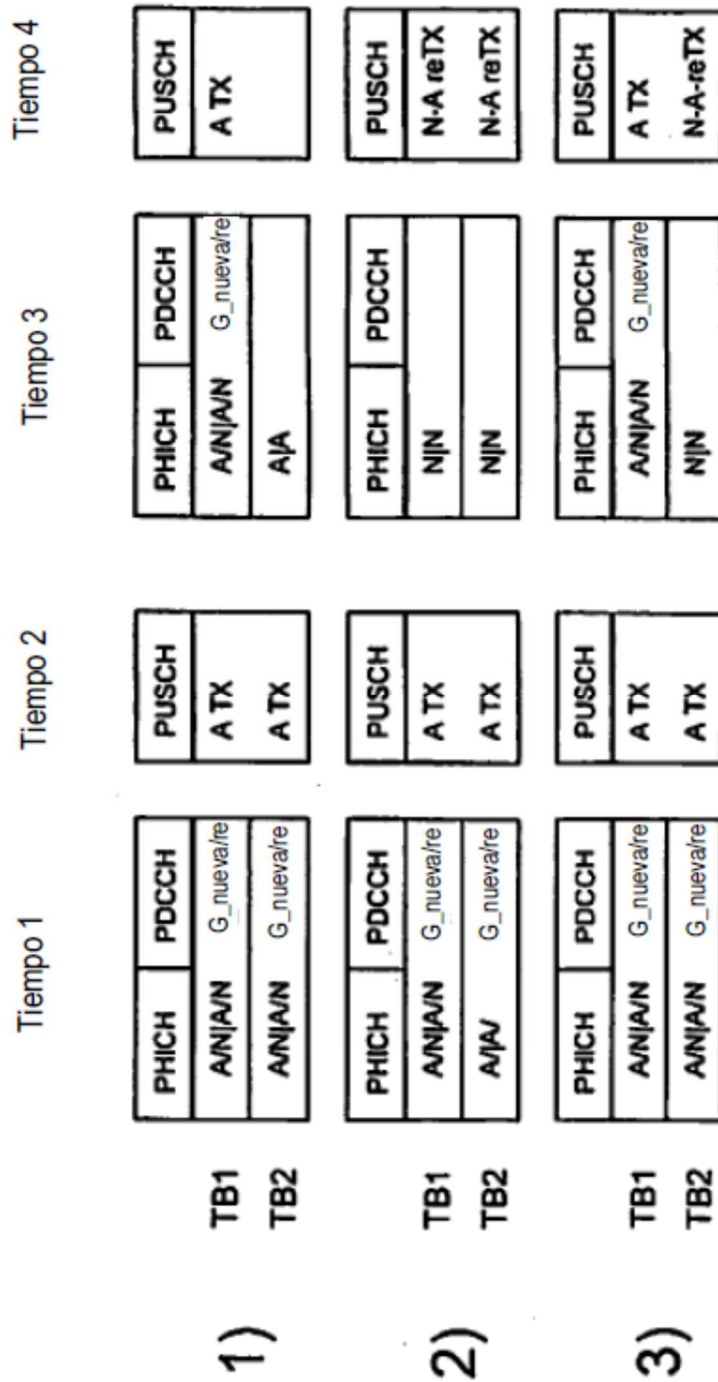 Tiempo 1 Tiempo 2 Tiempo 3 Tiempo 4
PHICH PDCCH PUSCH PHICH PDCCH PUSCH
1) TB1 A/N|A/N G_nueva/re A TX A/N|A/N G_nueva/re A TX
TB2 A/N|A/N G_nueva/re A TX A|A
PHICH PDCCH PUSCH PHICH PDCCH PUSCH
2) TB1 A/N|A/N G_nueva/re A TX N|N N-A reTX
TB2 A/|A/ G_nueva/re A TX N|N N-A reTX
PHICH PDCCH PUSCH PHICH PDCCH PUSCH
3) TB1 A/N|A/N G_nueva/re A TX A/N|A/N G_nueva/re A TX
TB2 A/N|A/N G_nueva/re A TX N|N N-A-reTX